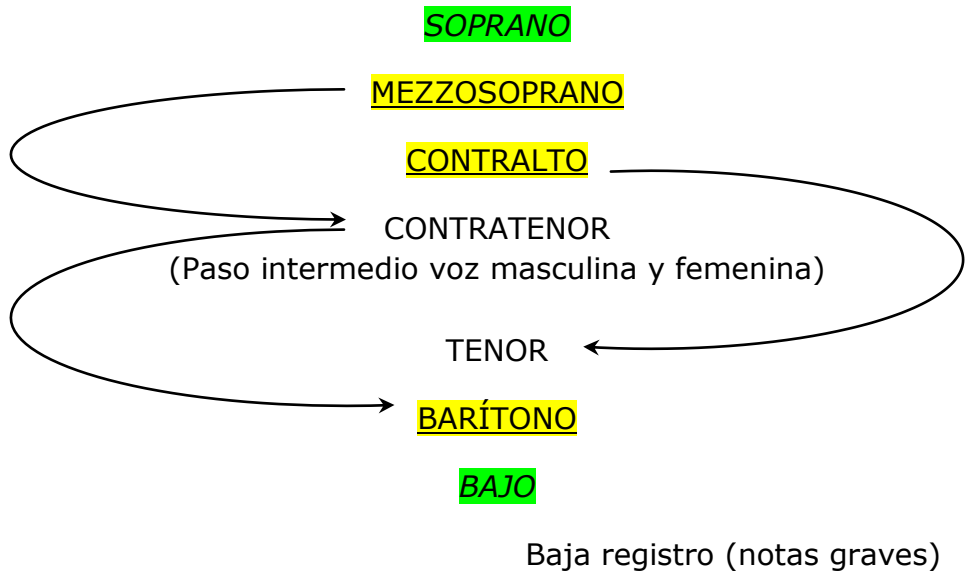 SOPRANO
MEZZOSOPRANO
CONTRALTO
CONTRATENOR
(Paso intermedio voz masculina y femenina)
TENOR
BARÍTONO
BAJO
Baja registro (notas graves)